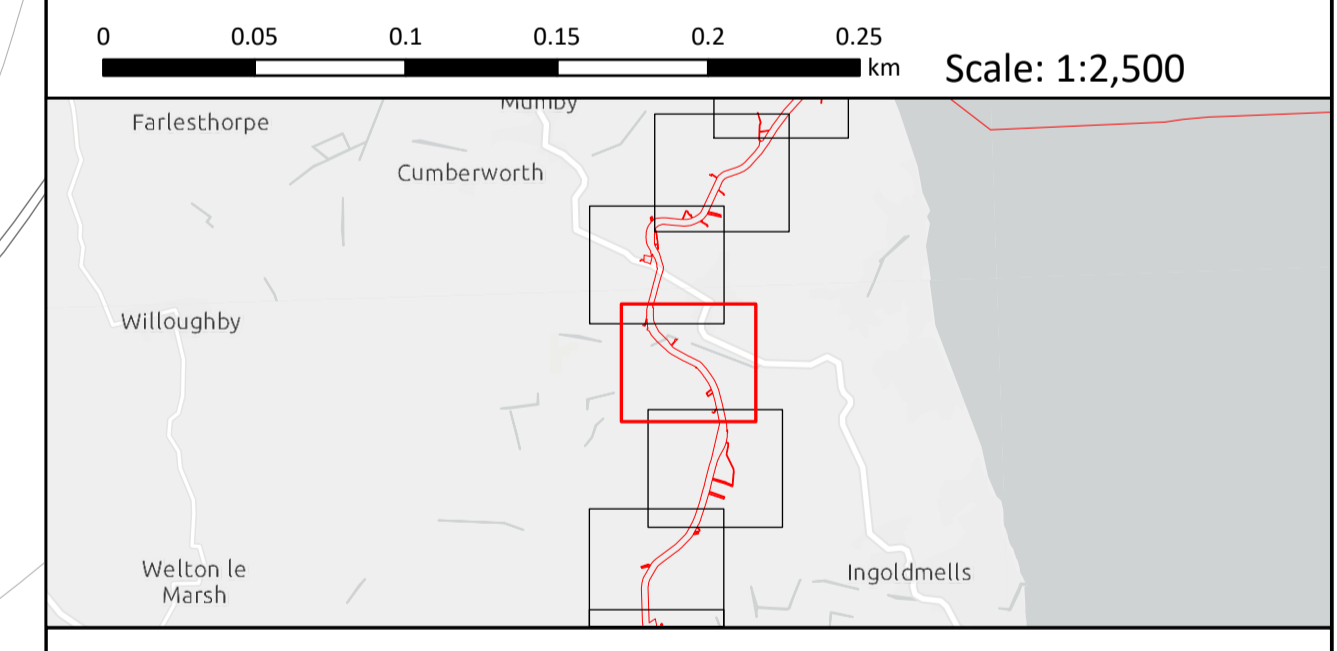 0 0.05 0.1 0.15 0.2 0.25
km
Scale: 1:2,500
Mumby
Farlesthorpe
Cumberworth
Willoughby
Welton le
Marsh
Ingoldmells